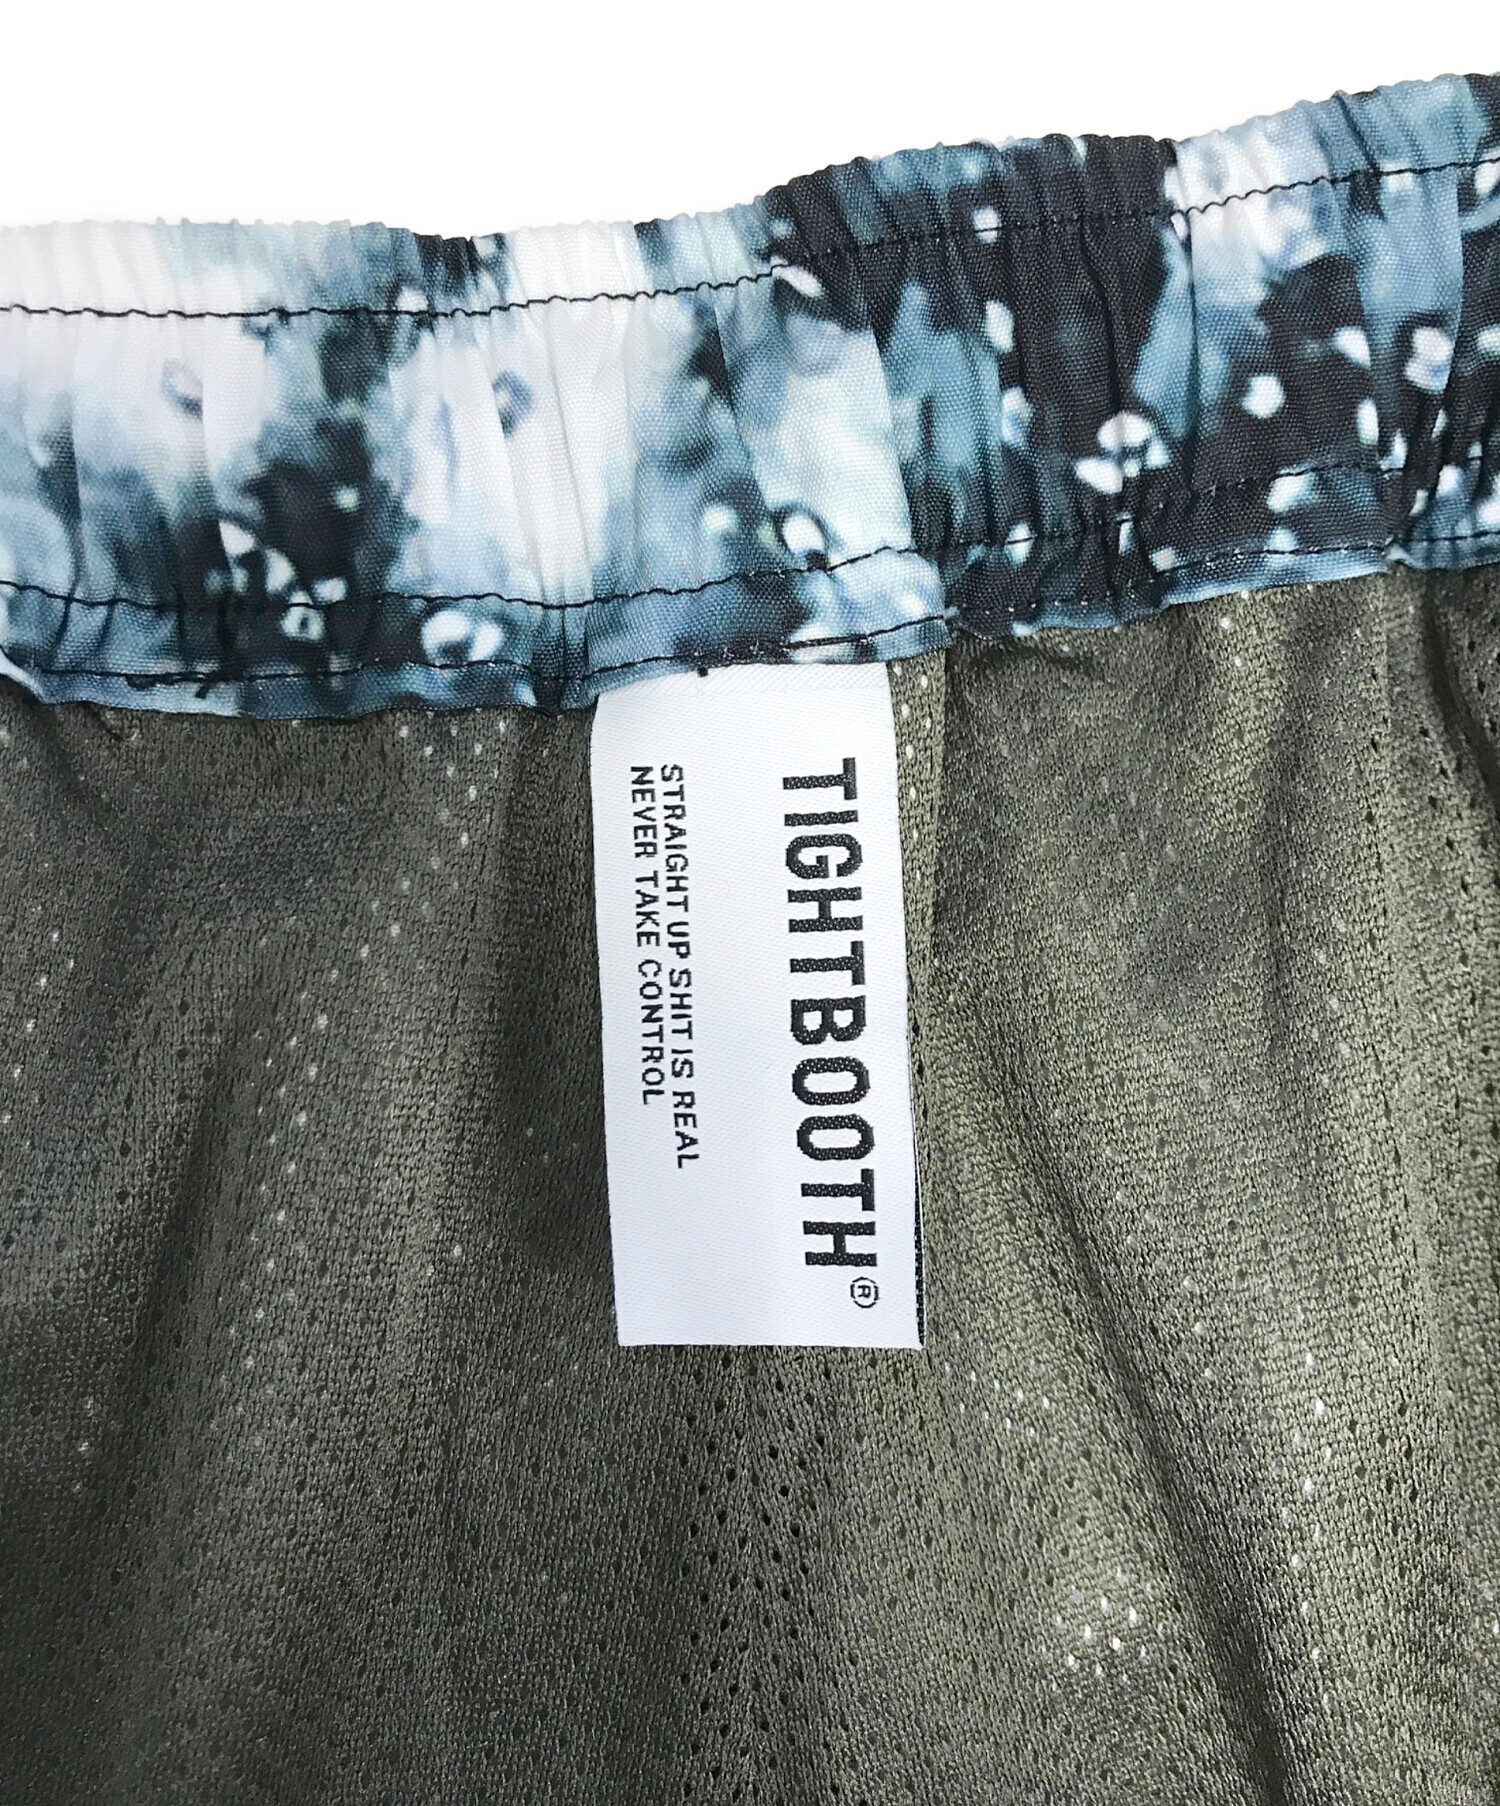 TIGHTBOOTH®
STRAIGHT UP SHIT IS REAL
NEVER TAKE CONTROL